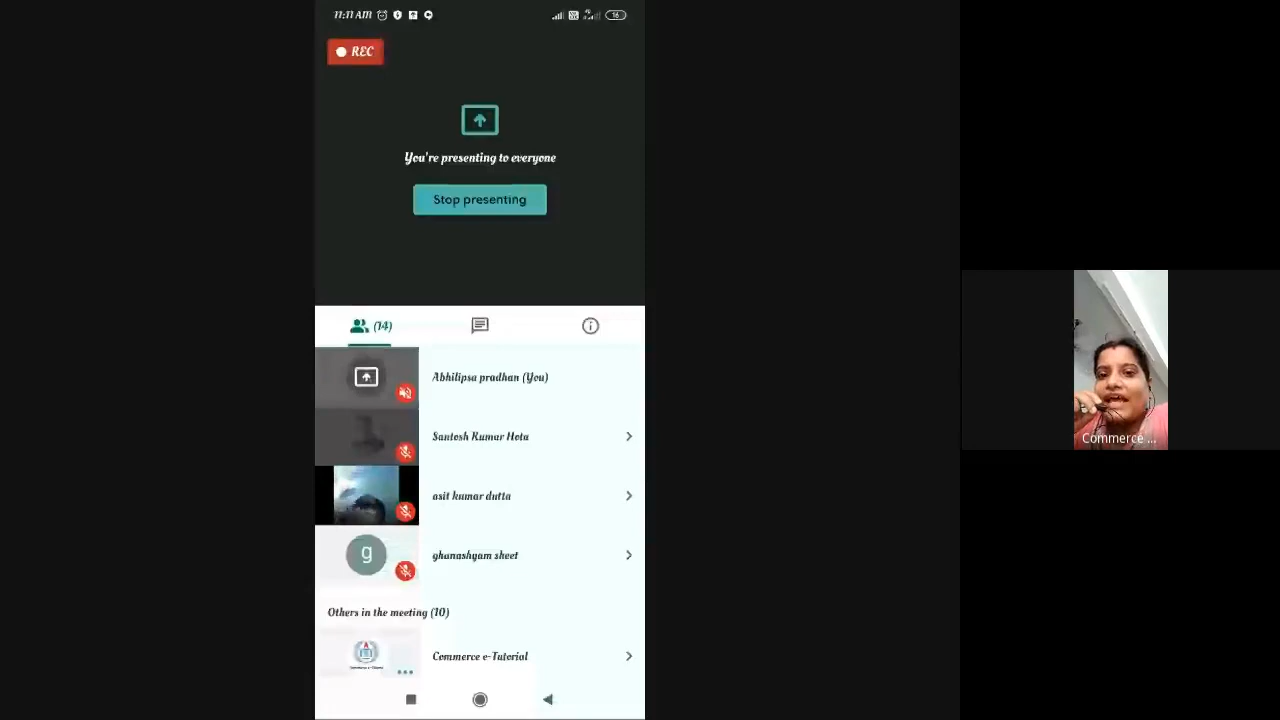 11:11 AM
16
REC
You're presenting to everyone
Stop presenting
(14)
Abhilipsa pradhan (You)
Santosh Kumar Hota
asit kumar dutta
g
ghanashyam sheet
Others in the meeting (10)
Commerce e-Tutorial
Commerce ...